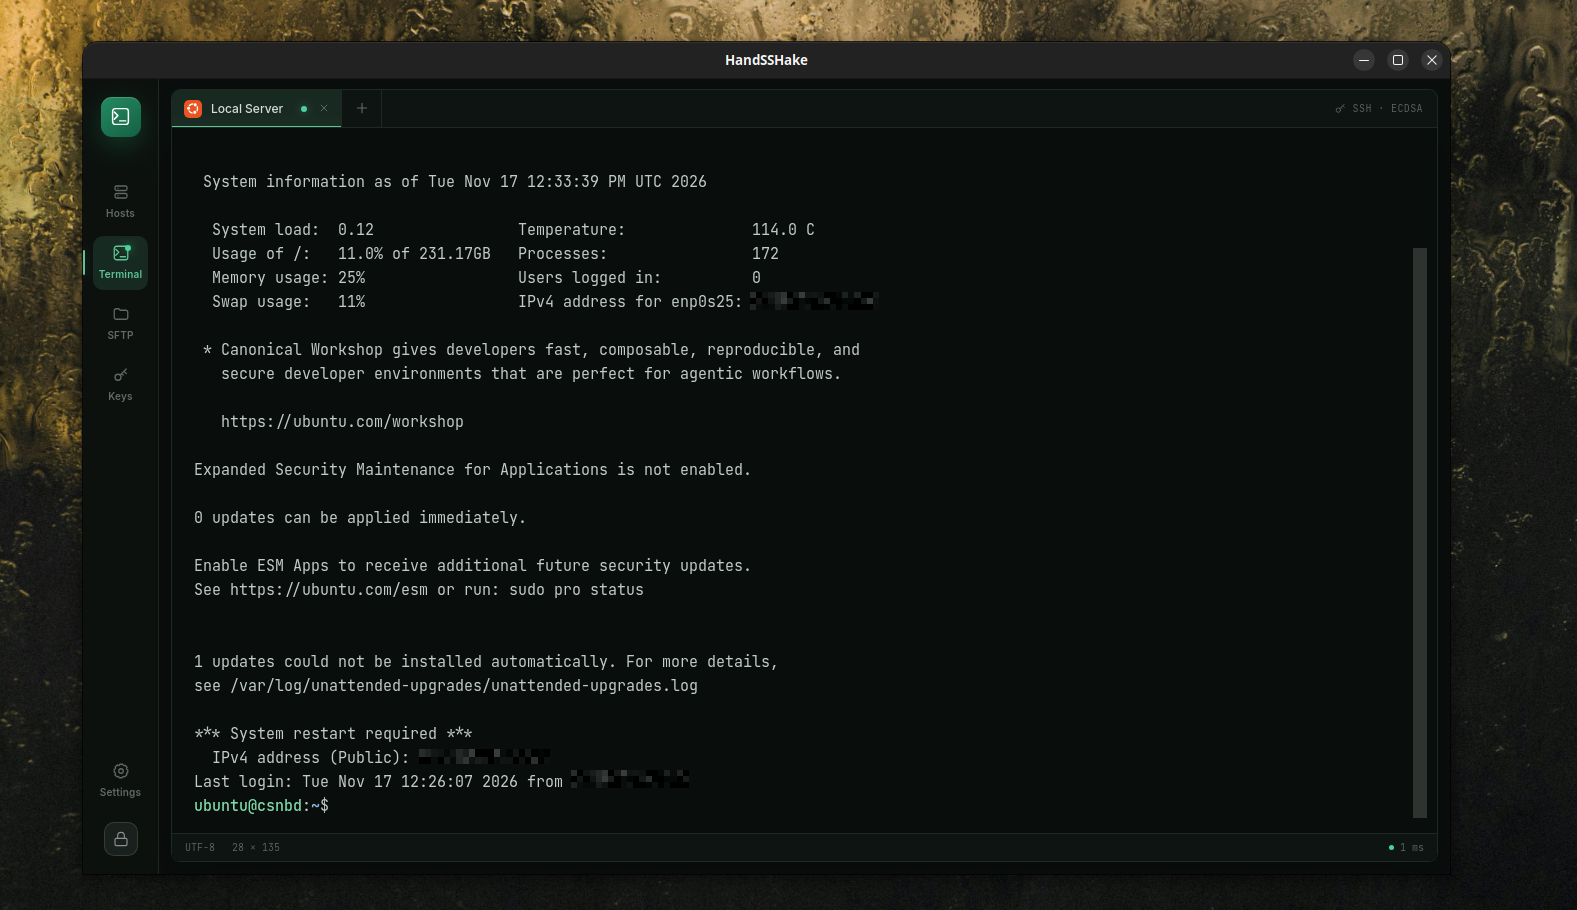 HandSSHake
Local Server
SSH · ECDSA
Hosts
Terminal
SFTP
Keys
Settings
System information as of Tue Nov 17 12:33:39 PM UTC 2026
System load: 0.12 Temperature: 114.0 C
Usage of /: 11.0% of 231.17GB Processes: 172
Memory usage: 25% Users logged in: 0
Swap usage: 11% IPv4 address for enp0s25:
* Canonical Workshop gives developers fast, composable, reproducible, and
secure developer environments that are perfect for agentic workflows.
https://ubuntu.com/workshop
Expanded Security Maintenance for Applications is not enabled.
0 updates can be applied immediately.
Enable ESM Apps to receive additional future security updates.
See https://ubuntu.com/esm or run: sudo pro status
1 updates could not be installed automatically. For more details,
see /var/log/unattended-upgrades/unattended-upgrades.log
*** System restart required ***
IPv4 address (Public):
Last login: Tue Nov 17 12:26:07 2026 from
ubuntu@csnbd:~$
UTF-8 28 × 135
1 ms